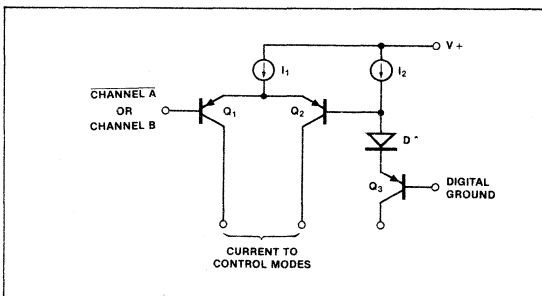 V +
I1
I2
CHANNEL A
OR
CHANNEL B
Q1
Q2
D
Q3
DIGITAL
GROUND
CURRENT TO
CONTROL MODES